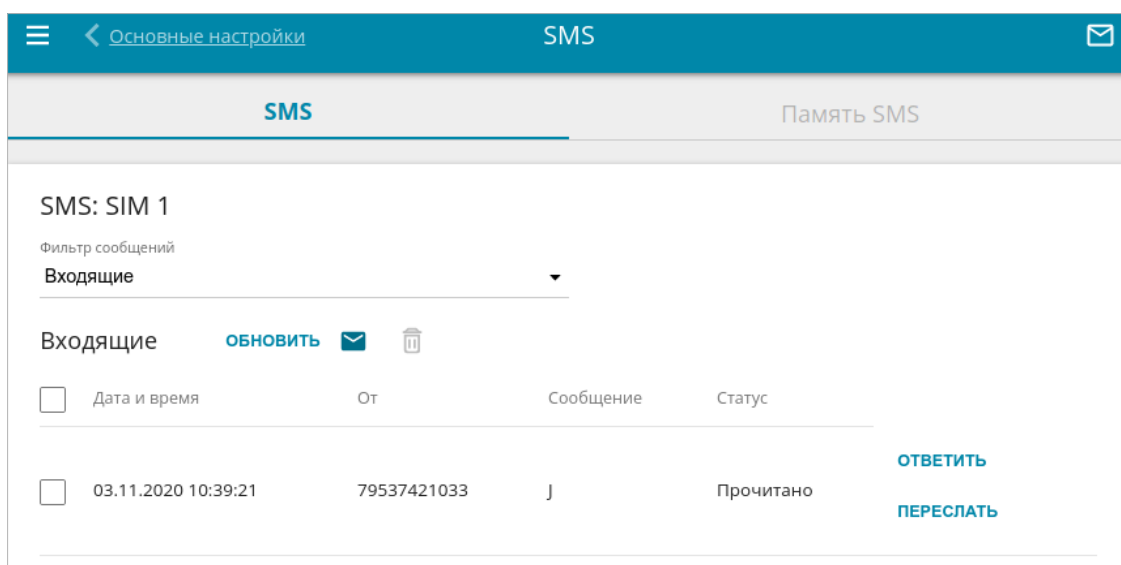 Основные настройки SMS
SMS Память SMS
SMS: SIM 1
Фильтр сообщений
Входящие
Входящие ОБНОВИТЬ
Дата и время От Сообщение Статус
03.11.2020 10:39:21 79537421033 J Прочитано
ОТВЕТИТЬ
ПЕРЕСЛАТЬ